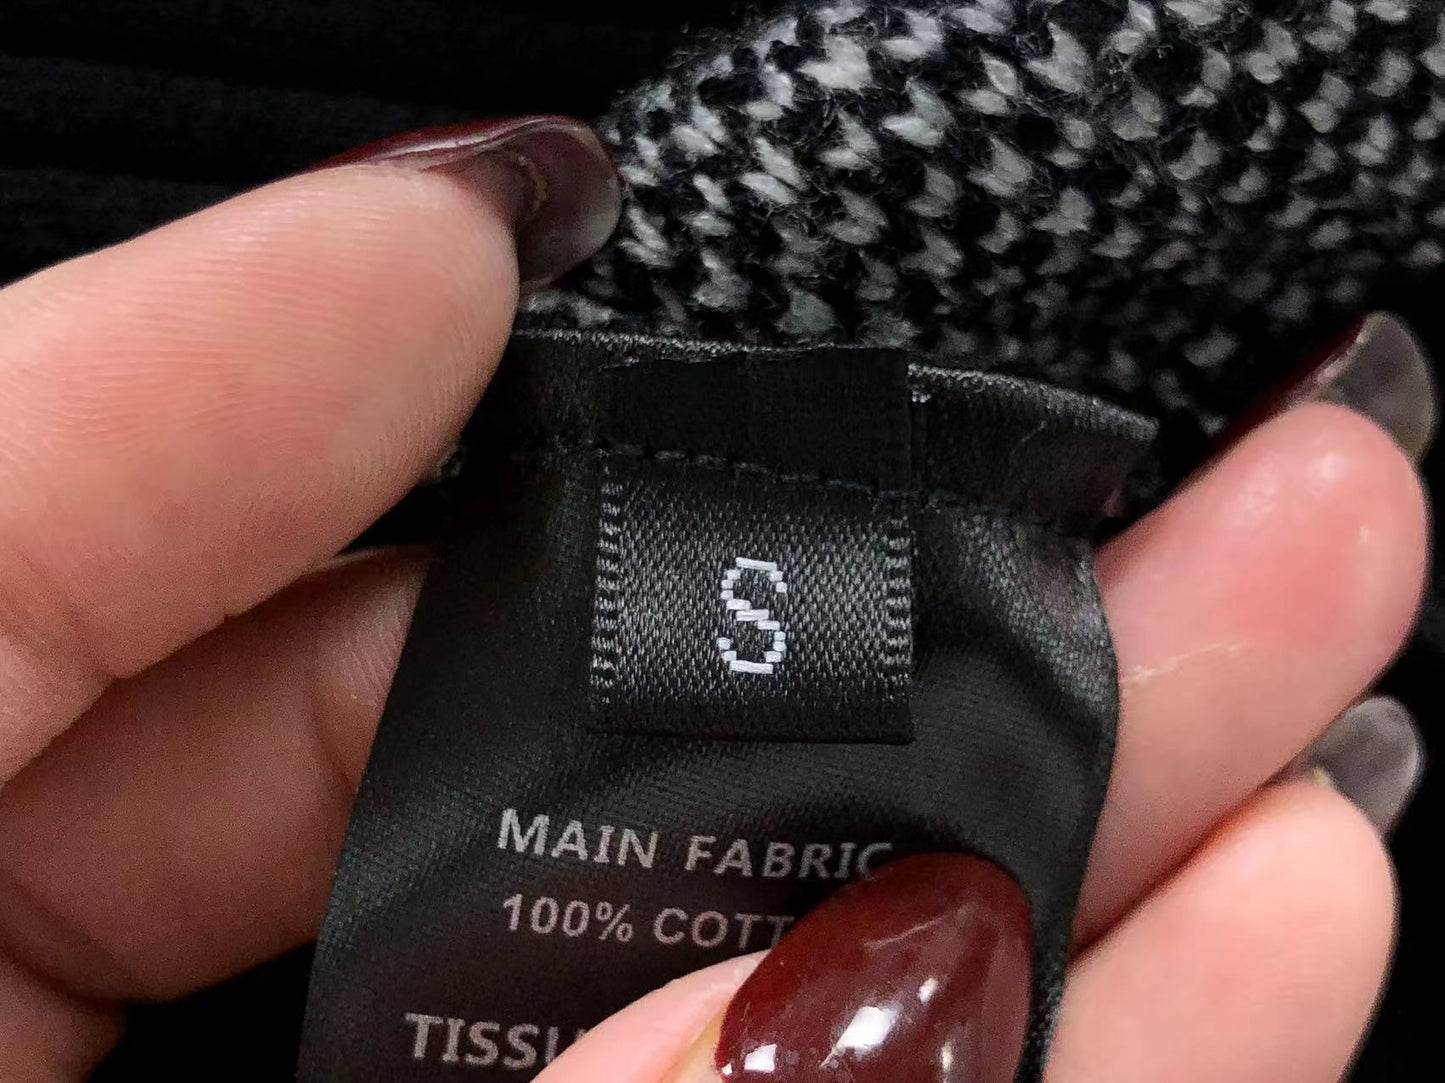 S
MAIN FABRIC
100% COTT
TISSU